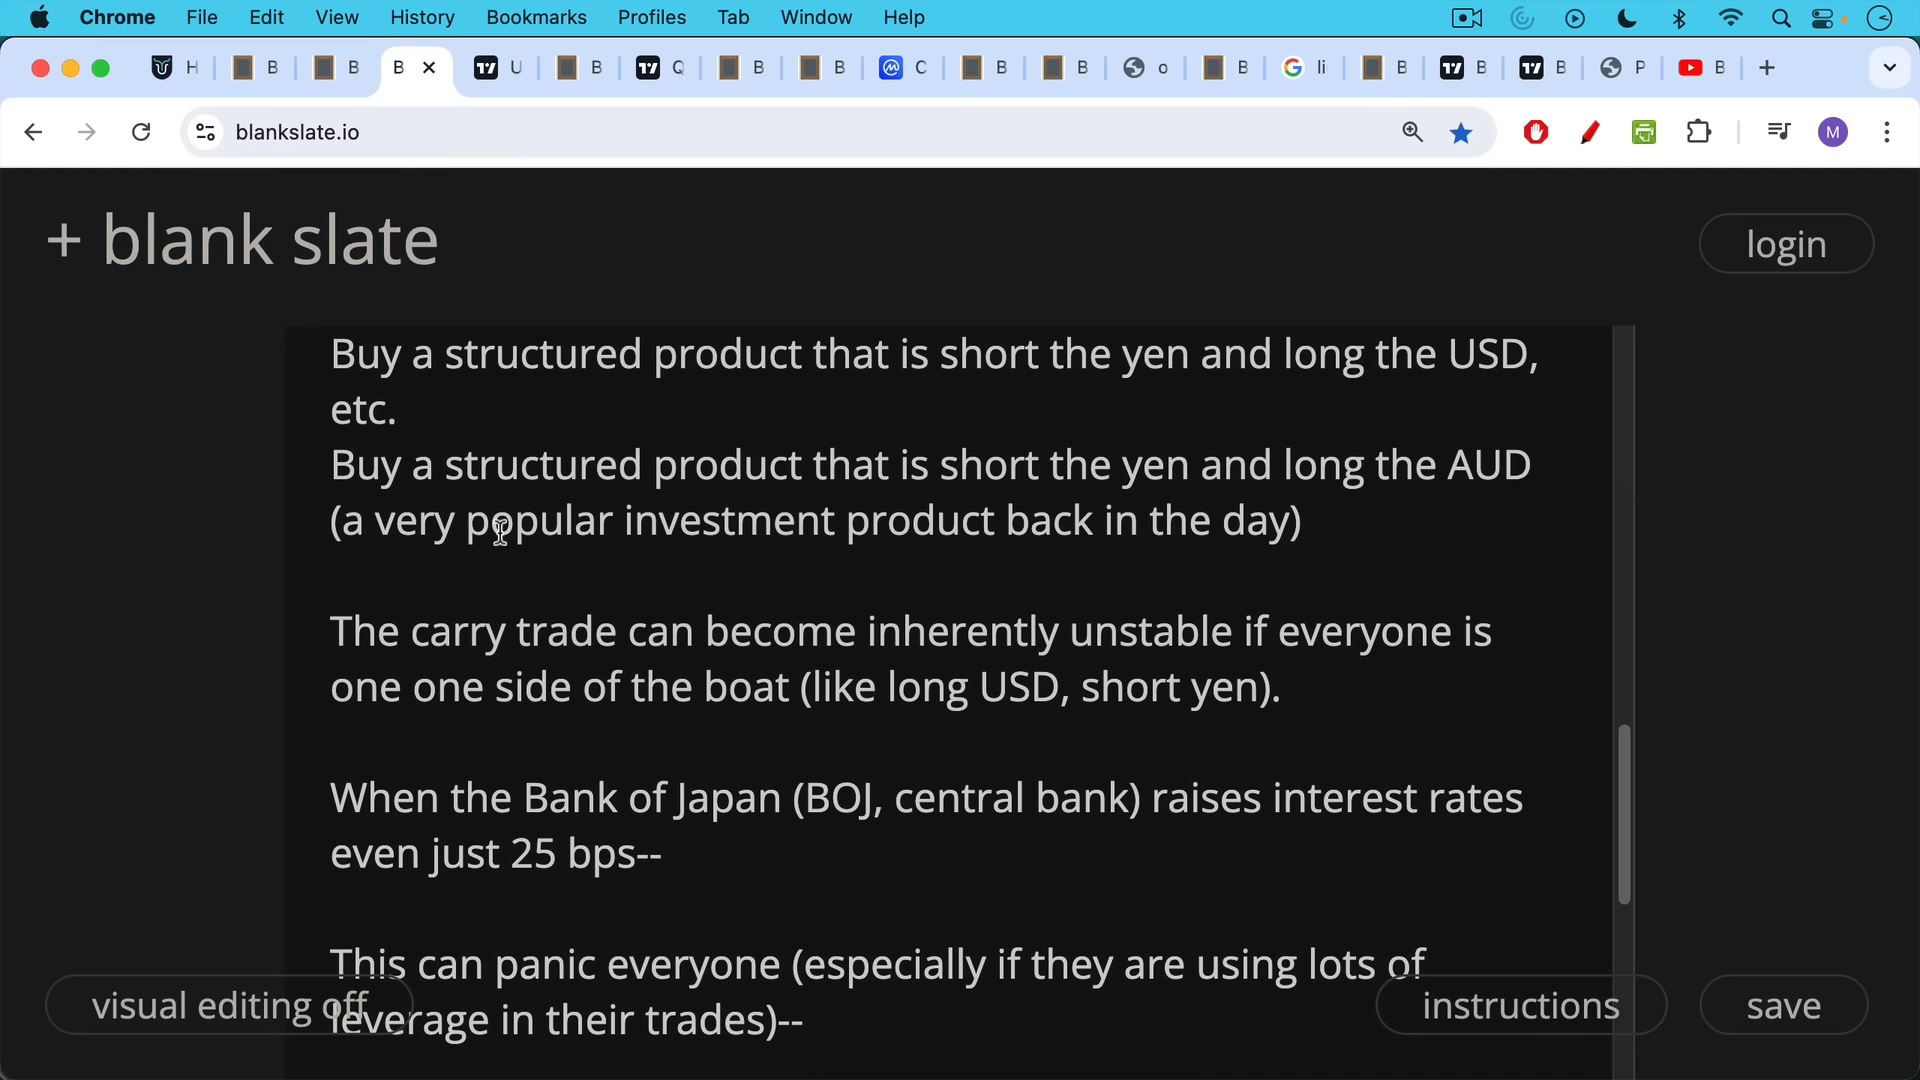 Chrome File Edit View History Bookmarks Profiles Tab Window Help
H B B B U B Q B B C B B o B li B B B P B
blankslate.io
M
+ blank slate
login
Buy a structured product that is short the yen and long the USD,
etc.
Buy a structured product that is short the yen and long the AUD
(a very popular investment product back in the day)
The carry trade can become inherently unstable if everyone is
one one side of the boat (like long USD, short yen).
When the Bank of Japan (BOJ, central bank) raises interest rates
even just 25 bps--
This can panic everyone (especially if they are using lots of
leverage in their trades)--
visual editing off
instructions
save